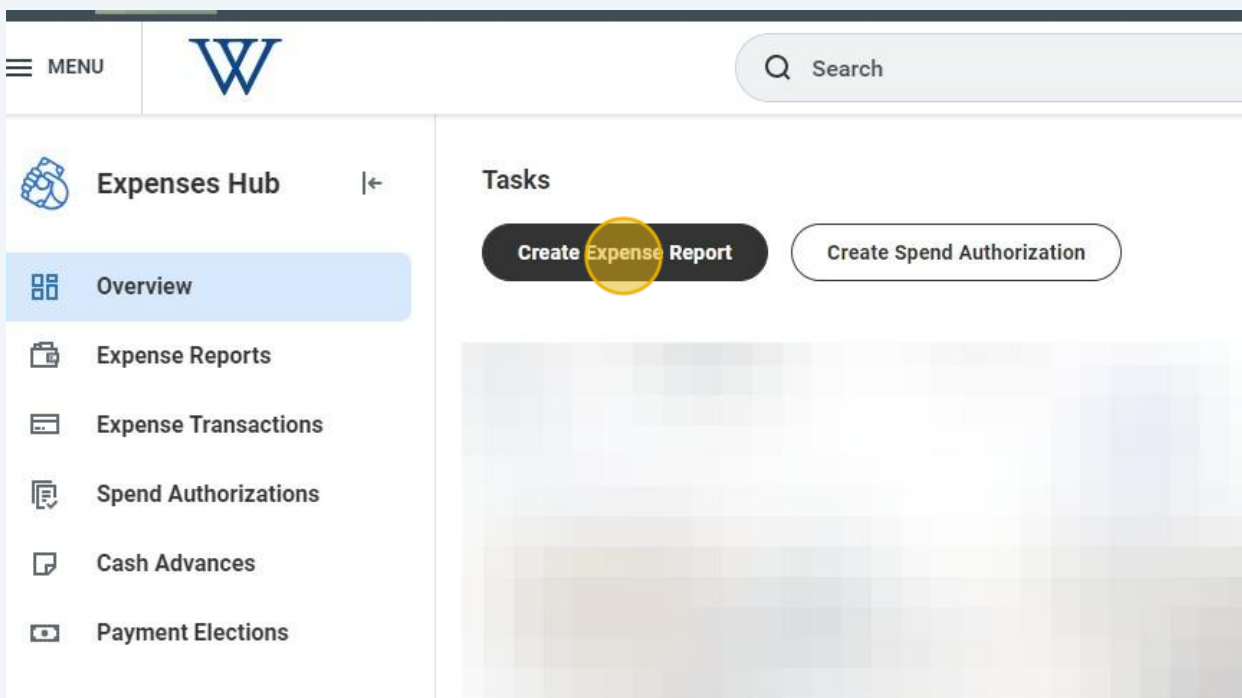 MENU
W
Search
Expenses Hub
Tasks
Create Expense Report
Create Spend Authorization
Overview
Expense Reports
Expense Transactions
Spend Authorizations
Cash Advances
Payment Elections